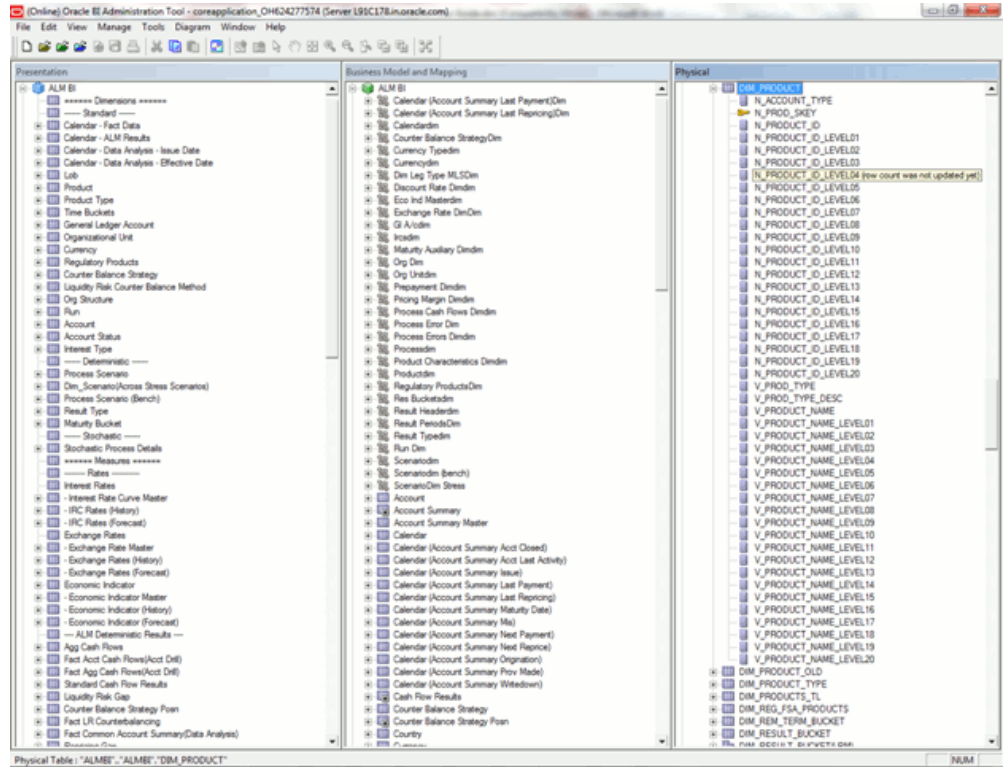 (Online) Oracle BI Administration Tool - coreapplication_OH624277574 (Server L91C178.in.oracle.com)
File Edit View Manage Tools Diagram Window Help
Presentation
ALM BI
====== Dimensions ======
----- Standard -----
Calendar - Fact Data
Calendar - ALM Results
Calendar - Data Analysis - Issue Date
Calendar - Data Analysis - Effective Date
Lob
Product
Product Type
Time Buckets
General Ledger Account
Organizational Unit
Currency
Regulatory Products
Counter Balance Strategy
Liquidity Risk Counter Balance Method
Org Structure
Run
Account
Account Status
Interest Type
----- Deterministic -----
Process Scenario
Dim_Scenario(Across Stress Scenarios)
Process Scenario (Bench)
Result Type
Maturity Bucket
----- Stochastic -----
Stochastic Process Details
====== Measures ======
------ Rates ------
Interest Rates
- Interest Rate Curve Master
- IRC Rates (History)
- IRC Rates (Forecast)
Exchange Rates
- Exchange Rate Master
- Exchange Rates (History)
- Exchange Rates (Forecast)
Economic Indicator
- Economic Indicator Master
- Economic Indicator (History)
- Economic Indicator (Forecast)
--- ALM Deterministic Results ---
Agg Cash Flows
Fact Acct Cash Flows(Acct Drill)
Fact Agg Cash Flows(Acct Drill)
Standard Cash Flow Results
Liquidity Risk Gap
Counter Balance Strategy Posn
Fact LR Counterbalancing
Fact Common Account Summary(Data Analysis)
Business Model and Mapping
ALM BI
Calendar (Account Summary Last Payment)Dim
Calendar (Account Summary Last Repricing)Dim
Calendardim
Counter Balance StrategyDim
Currency Typedim
Currencydim
Dim Leg Type MLSDim
Discount Rate Dimdim
Eco Ind Masterdim
Exchange Rate DimDim
Gl A/cdim
Ircsdim
Maturity Auxiliary Dimdim
Org Dim
Org Unitdim
Prepayment Dimdim
Pricing Margin Dimdim
Process Cash Flows Dimdim
Process Error Dim
Process Errors Dimdim
Processdim
Product Characteristics Dimdim
Productdim
Regulatory ProductsDim
Res Bucketsdim
Result Headerdim
Result PeriodsDim
Result Typedim
Run Dim
Scenariodim
Scenariodim (bench)
ScenarioDim Stress
Account
Account Summary
Account Summary Master
Calendar
Calendar (Account Summary Acct Closed)
Calendar (Account Summary Acct Last Activity)
Calendar (Account Summary Issue)
Calendar (Account Summary Last Payment)
Calendar (Account Summary Last Repricing)
Calendar (Account Summary Maturity Date)
Calendar (Account Summary Mis)
Calendar (Account Summary Next Payment)
Calendar (Account Summary Next Reprice)
Calendar (Account Summary Orgination)
Calendar (Account Summary Prov Made)
Calendar (Account Summary Writedown)
Cash Flow Results
Counter Balance Strategy
Counter Balance Strategy Posn
Country
Physical
DIM_PRODUCT
N_ACCOUNT_TYPE
N_PROD_SKEY
N_PRODUCT_ID
N_PRODUCT_ID_LEVEL01
N_PRODUCT_ID_LEVEL02
N_PRODUCT_ID_LEVEL03
N_PRODUCT_ID_LEVEL04 (row count was not updated yet)
N_PRODUCT_ID_LEVEL05
N_PRODUCT_ID_LEVEL06
N_PRODUCT_ID_LEVEL07
N_PRODUCT_ID_LEVEL08
N_PRODUCT_ID_LEVEL09
N_PRODUCT_ID_LEVEL10
N_PRODUCT_ID_LEVEL11
N_PRODUCT_ID_LEVEL12
N_PRODUCT_ID_LEVEL13
N_PRODUCT_ID_LEVEL14
N_PRODUCT_ID_LEVEL15
N_PRODUCT_ID_LEVEL16
N_PRODUCT_ID_LEVEL17
N_PRODUCT_ID_LEVEL18
N_PRODUCT_ID_LEVEL19
N_PRODUCT_ID_LEVEL20
V_PROD_TYPE
V_PROD_TYPE_DESC
V_PRODUCT_NAME
V_PRODUCT_NAME_LEVEL01
V_PRODUCT_NAME_LEVEL02
V_PRODUCT_NAME_LEVEL03
V_PRODUCT_NAME_LEVEL04
V_PRODUCT_NAME_LEVEL05
V_PRODUCT_NAME_LEVEL06
V_PRODUCT_NAME_LEVEL07
V_PRODUCT_NAME_LEVEL08
V_PRODUCT_NAME_LEVEL09
V_PRODUCT_NAME_LEVEL10
V_PRODUCT_NAME_LEVEL11
V_PRODUCT_NAME_LEVEL12
V_PRODUCT_NAME_LEVEL13
V_PRODUCT_NAME_LEVEL14
V_PRODUCT_NAME_LEVEL15
V_PRODUCT_NAME_LEVEL16
V_PRODUCT_NAME_LEVEL17
V_PRODUCT_NAME_LEVEL18
V_PRODUCT_NAME_LEVEL19
V_PRODUCT_NAME_LEVEL20
DIM_PRODUCT_OLD
DIM_PRODUCT_TYPE
DIM_PRODUCTS_TL
DIM_REG_FSA_PRODUCTS
DIM_REM_TERM_BUCKET
DIM_RESULT_BUCKET
Physical Table : "ALMBI".."ALMBI"."DIM_PRODUCT"
NUM